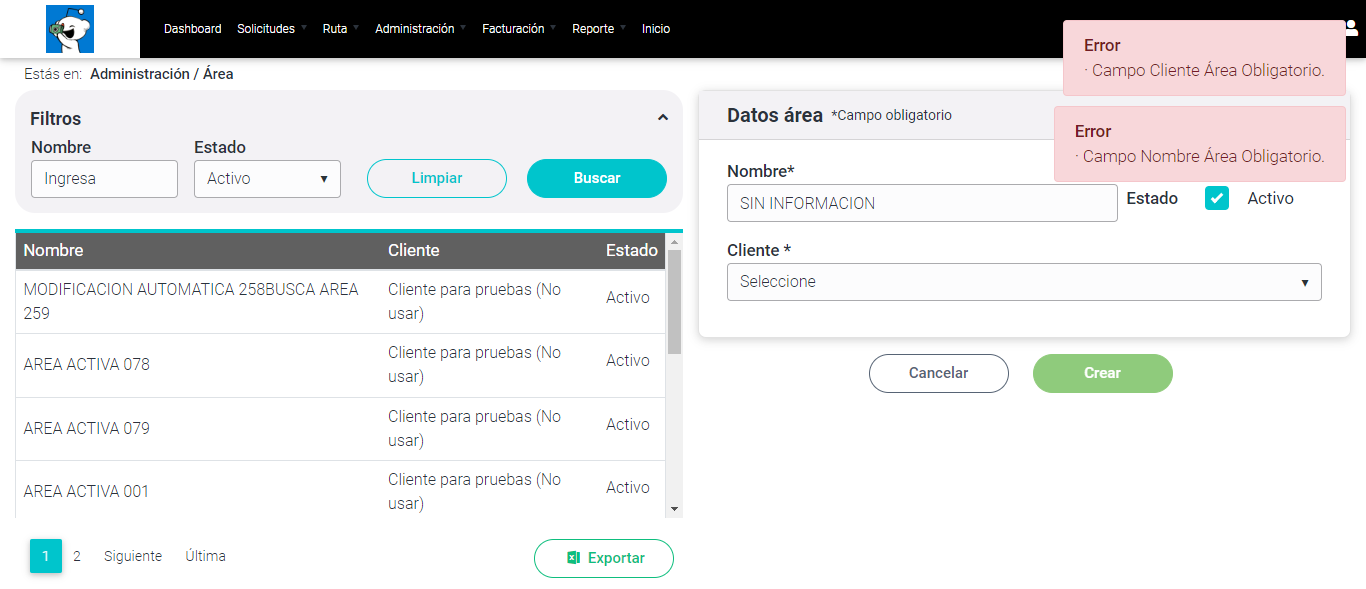 Dashboard Solicitudes Ruta Administración Facturación Reporte Inicio
Estás en: Administración / Área
Filtros
Nombre Estado
Ingresa Activo Limpiar Buscar
Nombre Cliente Estado
MODIFICACION AUTOMATICA 258BUSCA AREA 
259
Cliente para pruebas (No
usar)
Activo
AREA ACTIVA 078
Cliente para pruebas (No
usar)
Activo
AREA ACTIVA 079
Cliente para pruebas (No
usar)
Activo
AREA ACTIVA 001
Cliente para pruebas (No
usar)
Activo
1 2 Siguiente Última
Exportar
Error
· Campo Cliente Área Obligatorio.
Error
· Campo Nombre Área Obligatorio.
Datos área *Campo obligatorio
Nombre*
SIN INFORMACION
Estado Activo
Cliente *
Seleccione
Cancelar Crear